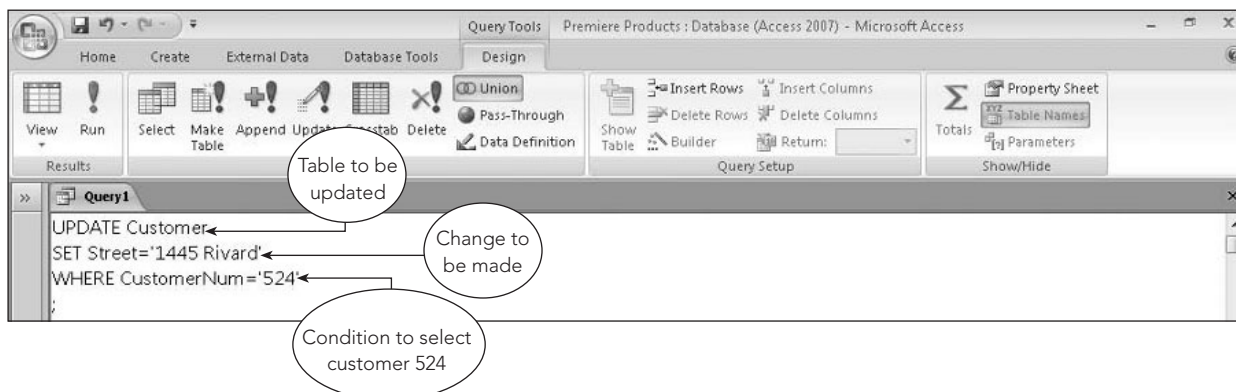 Query Tools Premiere Products : Database (Access 2007) - Microsoft Access
Home Create External Data Database Tools Design
View Run Select Make Table Append Update Crosstab Delete
Union
Pass-Through
Data Definition
Show Table
Insert Rows
Delete Rows
Builder
Insert Columns
Delete Columns
Return:
Totals
Property Sheet
XYZ
Table Names
Parameters
Results Query Setup Show/Hide
Table to be
updated
» Query1
UPDATE Customer
SET Street='1445 Rivard'
WHERE CustomerNum='524'
;
Change to
be made
Condition to select
customer 524